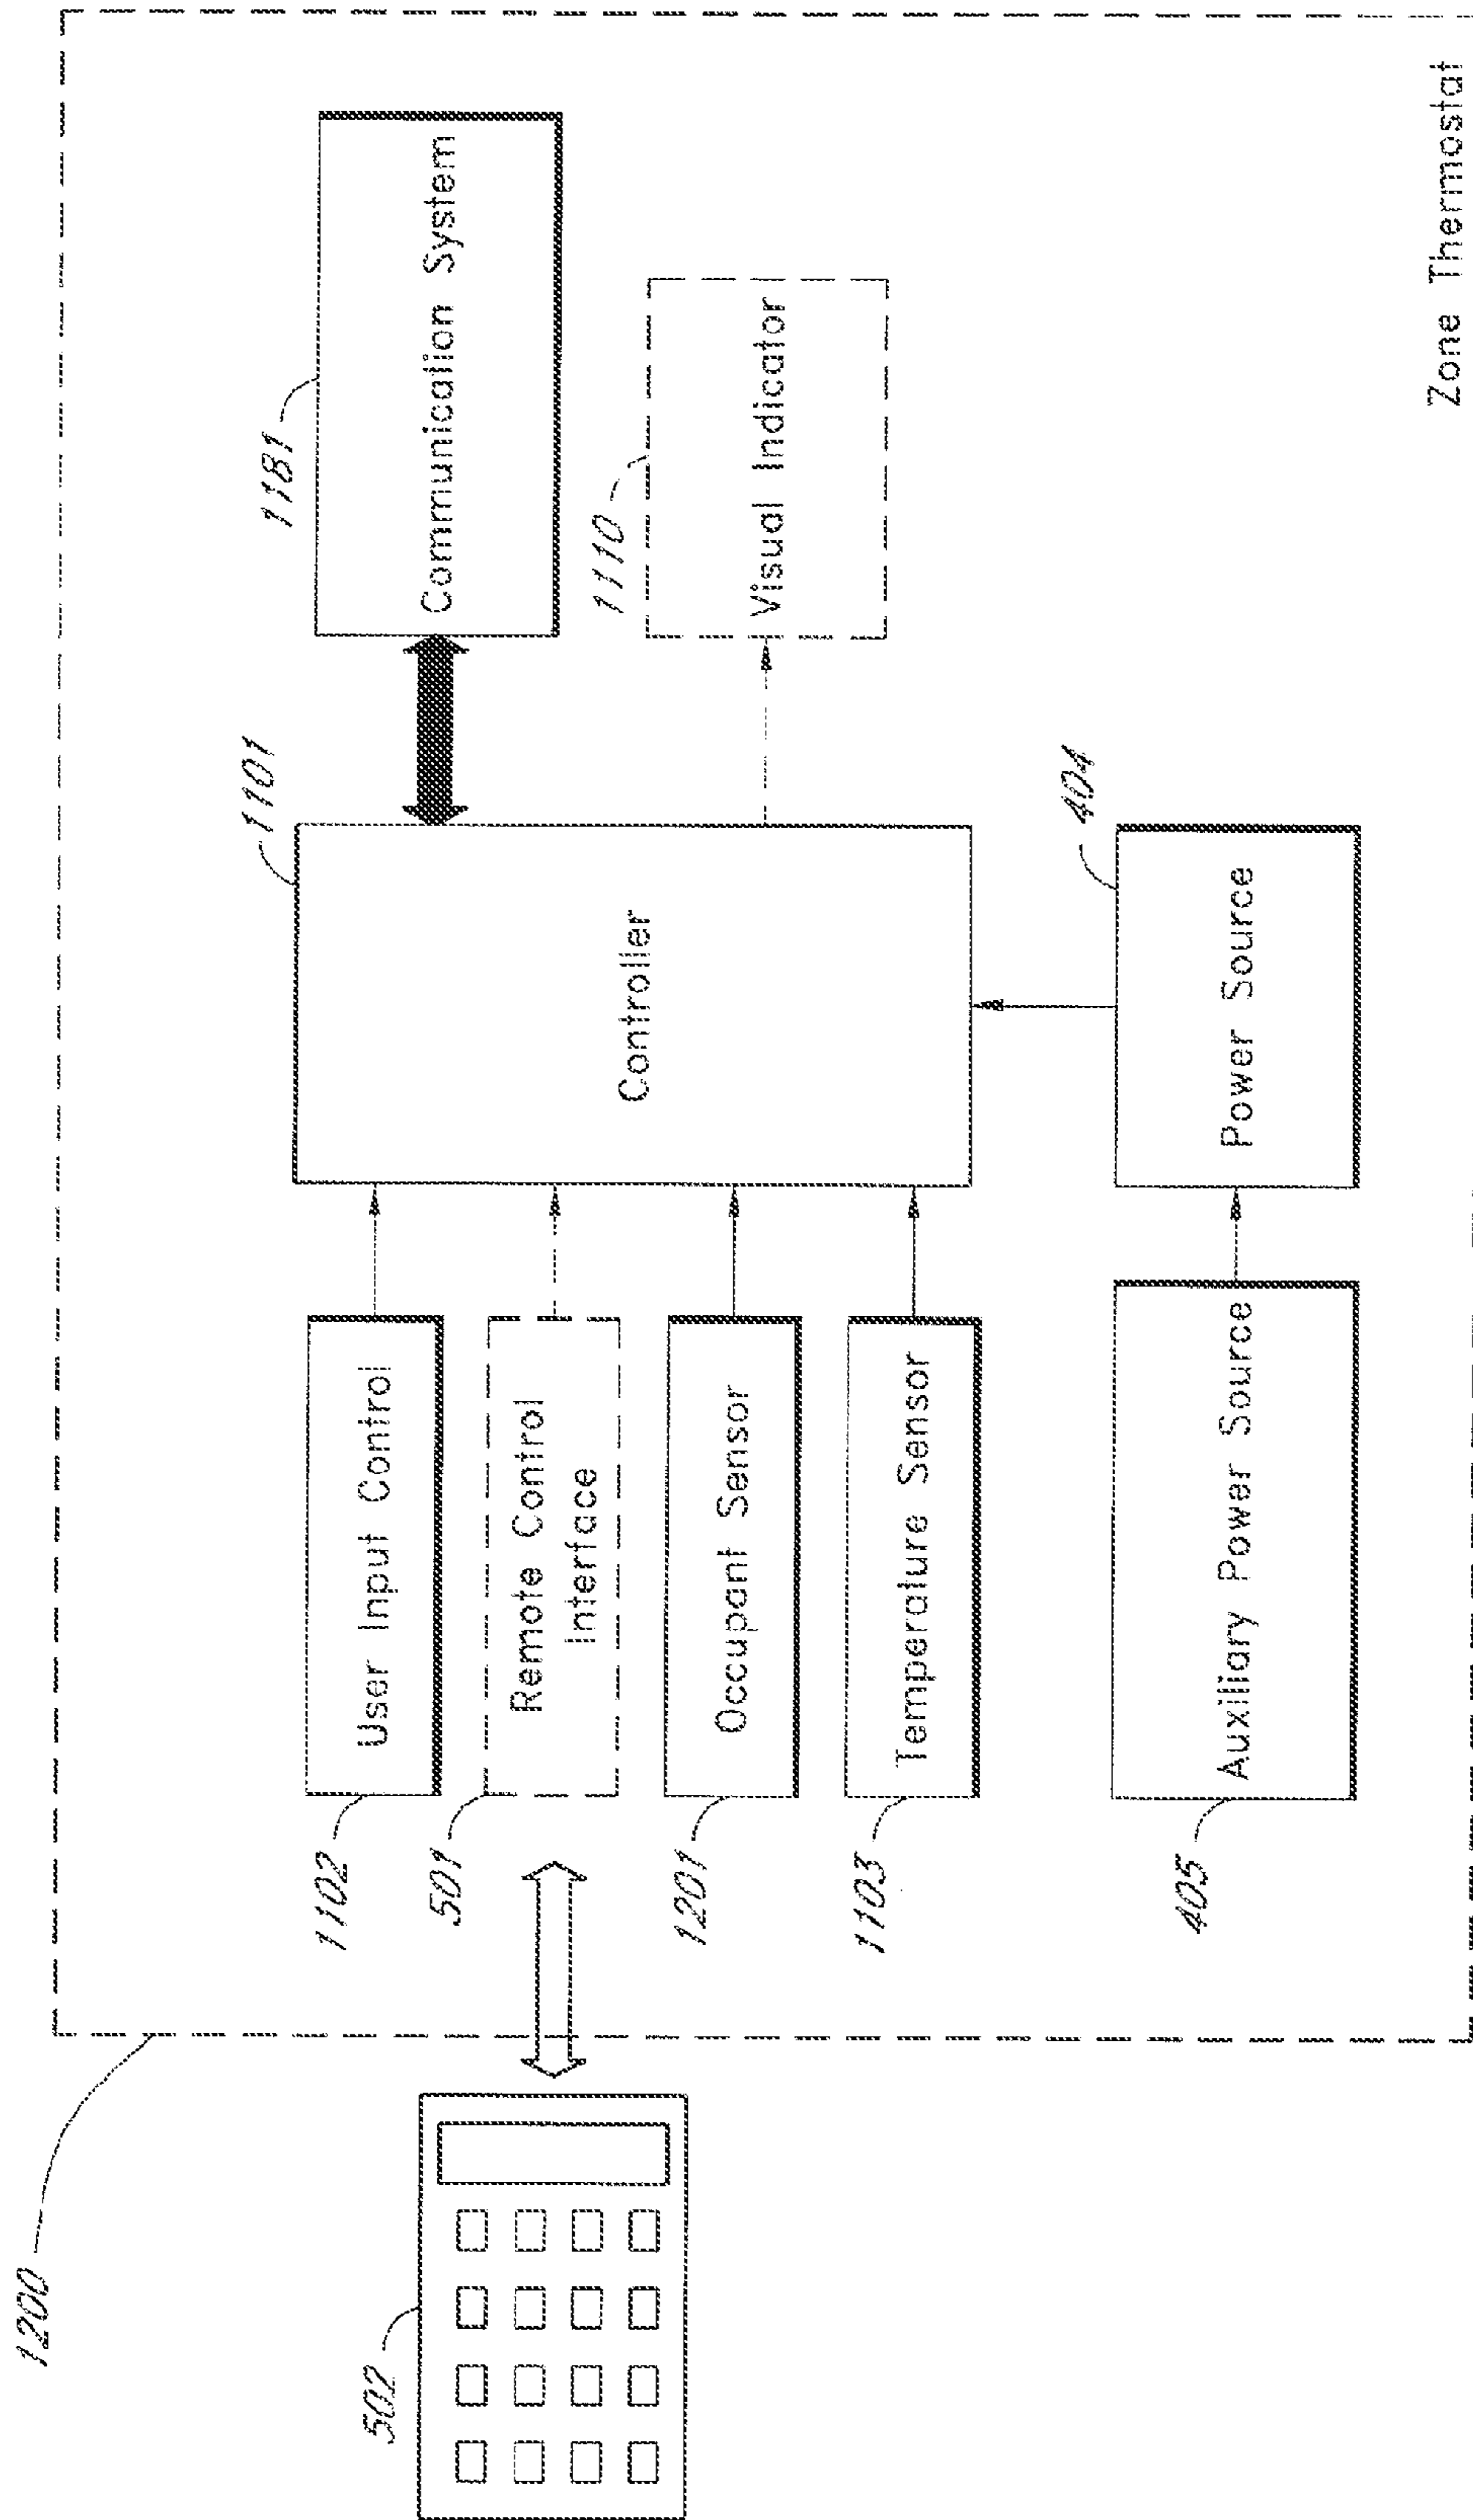 1200
502
1102
User Input Control
501
Remote Control
Interface
1201
Occupant Sensor
1103
Temperature Sensor
405
Auxiliary Power Source
1101
Controller
404
Power Source
1181
Communication System
1110
Visual Indicator
Zone Thermostat